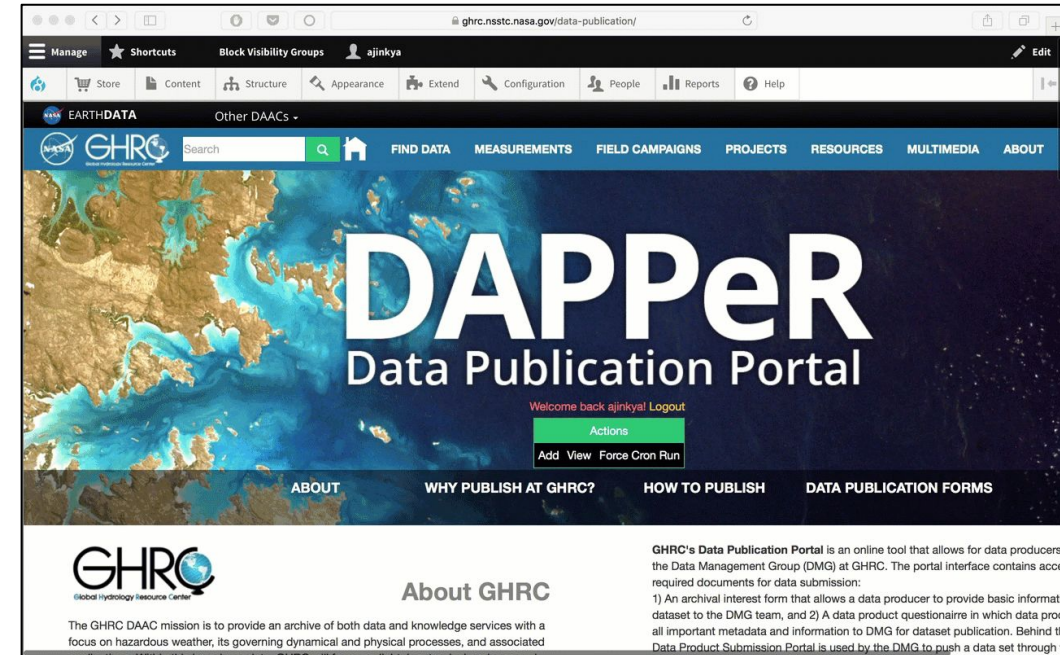 ghrc.nsstc.nasa.gov/data-publication/
Manage Shortcuts Block Visibility Groups ajinkya Edit
Store Content Structure Appearance Extend Configuration People Reports Help
NASA EARTHDATA Other DAACs
NASA GHRC Search FIND DATA MEASUREMENTS FIELD CAMPAIGNS PROJECTS RESOURCES MULTIMEDIA ABOUT
Global Hydrology Resource Center
DAPPeR
Data Publication Portal
Welcome back ajinkya! Logout
Actions
Add View Force Cron Run
ABOUT WHY PUBLISH AT GHRC? HOW TO PUBLISH DATA PUBLICATION FORMS
GHRC
Global Hydrology Resource Center
About GHRC
The GHRC DAAC mission is to provide an archive of both data and knowledge services with a
focus on hazardous weather, its governing dynamical and physical processes, and associated
GHRC's Data Publication Portal is an online tool that allows for data producers
the Data Management Group (DMG) at GHRC. The portal interface contains acce
required documents for data submission:
1) An archival interest form that allows a data producer to provide basic informat
dataset to the DMG team, and 2) A data product questionairre in which data proc
all important metadata and information to DMG for dataset publication. Behind th
Data Product Submission Portal is used by the DMG to push a data set through